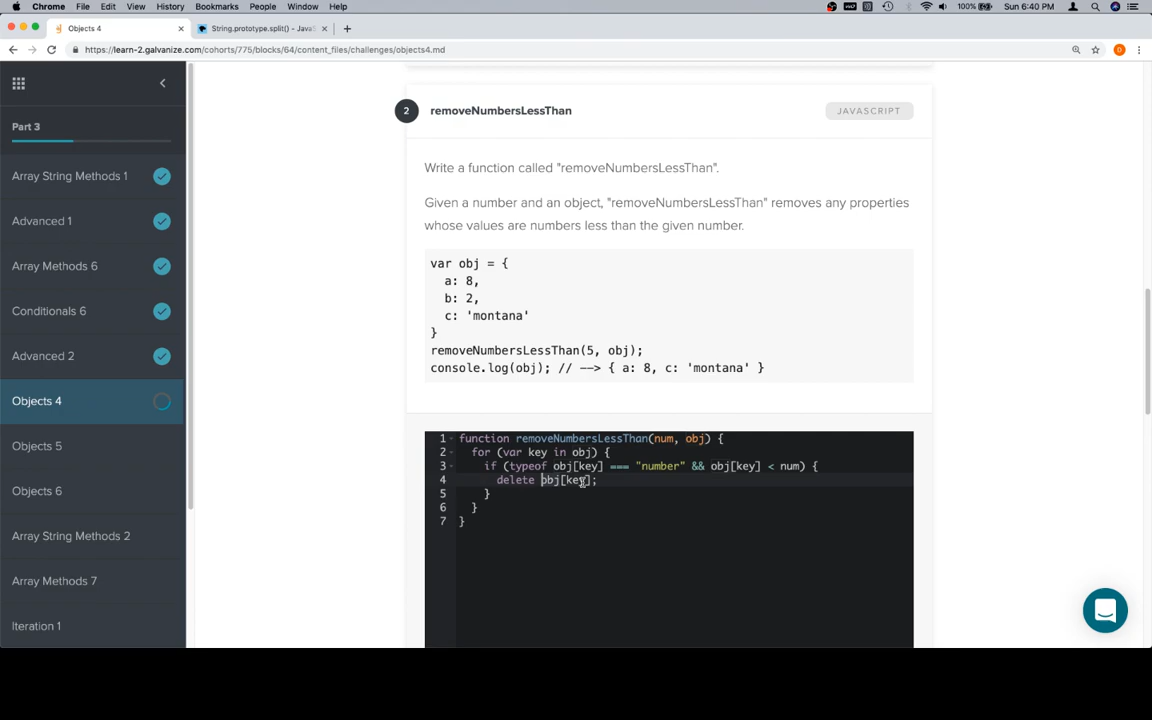 Chrome File Edit View History Bookmarks People Window Help
100% Sun 6:40 PM
Objects 4
String.prototype.split() - Java
https://learn-2.galvanize.com/cohorts/775/blocks/64/content_files/challenges/objects4.md
D
Part 3
Array String Methods 1
Advanced 1
Array Methods 6
Conditionals 6
Advanced 2
Objects 4
Objects 5
Objects 6
Array String Methods 2
Array Methods 7
Iteration 1
2 removeNumbersLessThan
JAVASCRIPT
Write a function called "removeNumbersLessThan".
Given a number and an object, "removeNumbersLessThan" removes any properties
whose values are numbers less than the given number.
var obj = {
a: 8,
b: 2,
c: 'montana'
}
removeNumbersLessThan(5, obj);
console.log(obj); // --> { a: 8, c: 'montana' }
1 function removeNumbersLessThan(num, obj) {
2 for (var key in obj) {
3 if (typeof obj[key] === "number" && obj[key] < num) {
4 delete obj[key];
5 }
6 }
7 }